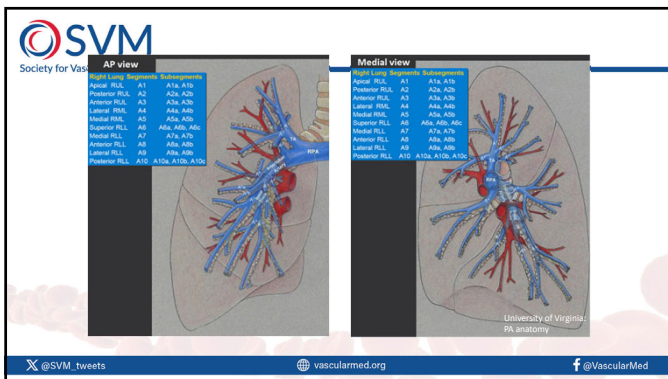 SVM
Society for Vas
AP view
Right Lung Segments Subsegments
Apical RUL A1 A1a, A1b
Posterior RUL A2 A2a, A2b
Anterior RUL A3 A3a, A3b
Lateral RML A4 A4a, A4b
Medial RML A5 A5a, A5b
Superior RLL A6 A6a, A6b, A6c
Medial RLL A7 A7a, A7b
Anterior RLL A8 A8a, A8b
Lateral RLL A9 A9a, A9b
Posterior RLL A10 A10a, A10b, A10c
TA
RPA
Medial view
Right Lung Segments Subsegments
Apical RUL A1 A1a, A1b
Posterior RUL A2 A2a, A2b
Anterior RUL A3 A3a, A3b
Lateral RML A4 A4a, A4b
Medial RML A5 A5a, A5b
Superior RLL A6 A6a, A6b, A6c
Medial RLL A7 A7a, A7b
Anterior RLL A8 A8a, A8b
Lateral RLL A9 A9a, A9b
Posterior RLL A10 A10a, A10b, A10c
TA
RPA
University of Virginia:
PA anatomy
@SVM_tweets
vascularmed.org
@VascularMed